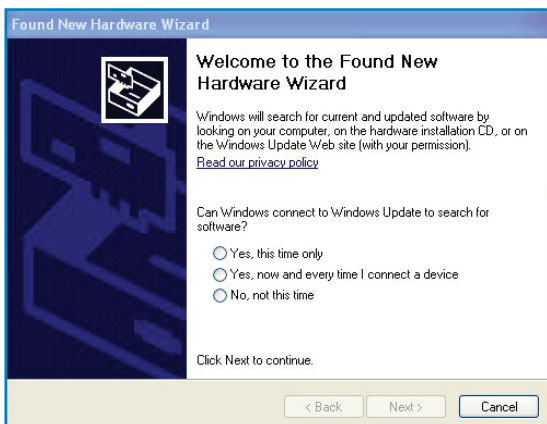 Found New Hardware Wizard
Welcome to the Found New
Hardware Wizard
Windows will search for current and updated software by
looking on your computer, on the hardware installation CD, or on
the Windows Update Web site (with your permission).
Read our privacy policy
Can Windows connect to Windows Update to search for
software?
Yes, this time only
Yes, now and every time I connect a device
No, not this time
Click Next to continue.
< Back Next > Cancel